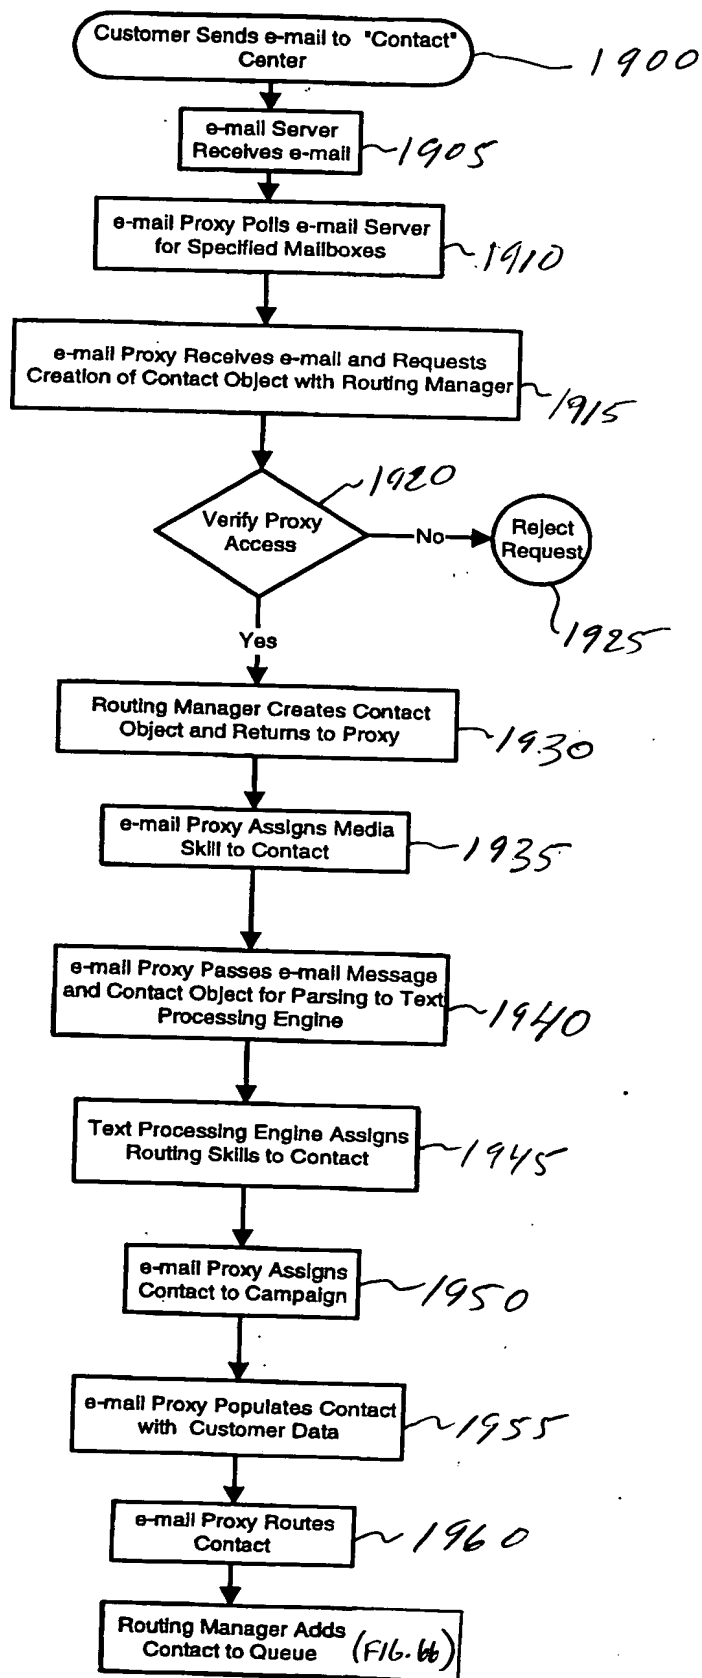 Customer Sends e-mail to "Contact"
Center
1900
e-mail Server
Receives e-mail
1905
e-mail Proxy Polls e-mail Server
for Specified Mailboxes
1910
e-mail Proxy Receives e-mail and Requests
Creation of Contact Object with Routing Manager
1915
1920
Verify Proxy
Access
No
Reject
Request
1925
Yes
Routing Manager Creates Contact
Object and Returns to Proxy
1930
e-mail Proxy Assigns Media
Skill to Contact
1935
e-mail Proxy Passes e-mail Message
and Contact Object for Parsing to Text
Processing Engine
1940
Text Processing Engine Assigns
Routing Skills to Contact
1945
e-mail Proxy Assigns
Contact to Campaign
1950
e-mail Proxy Populates Contact
with Customer Data
1955
e-mail Proxy Routes
Contact
1960
Routing Manager Adds
Contact to Queue (FIG. 6b)